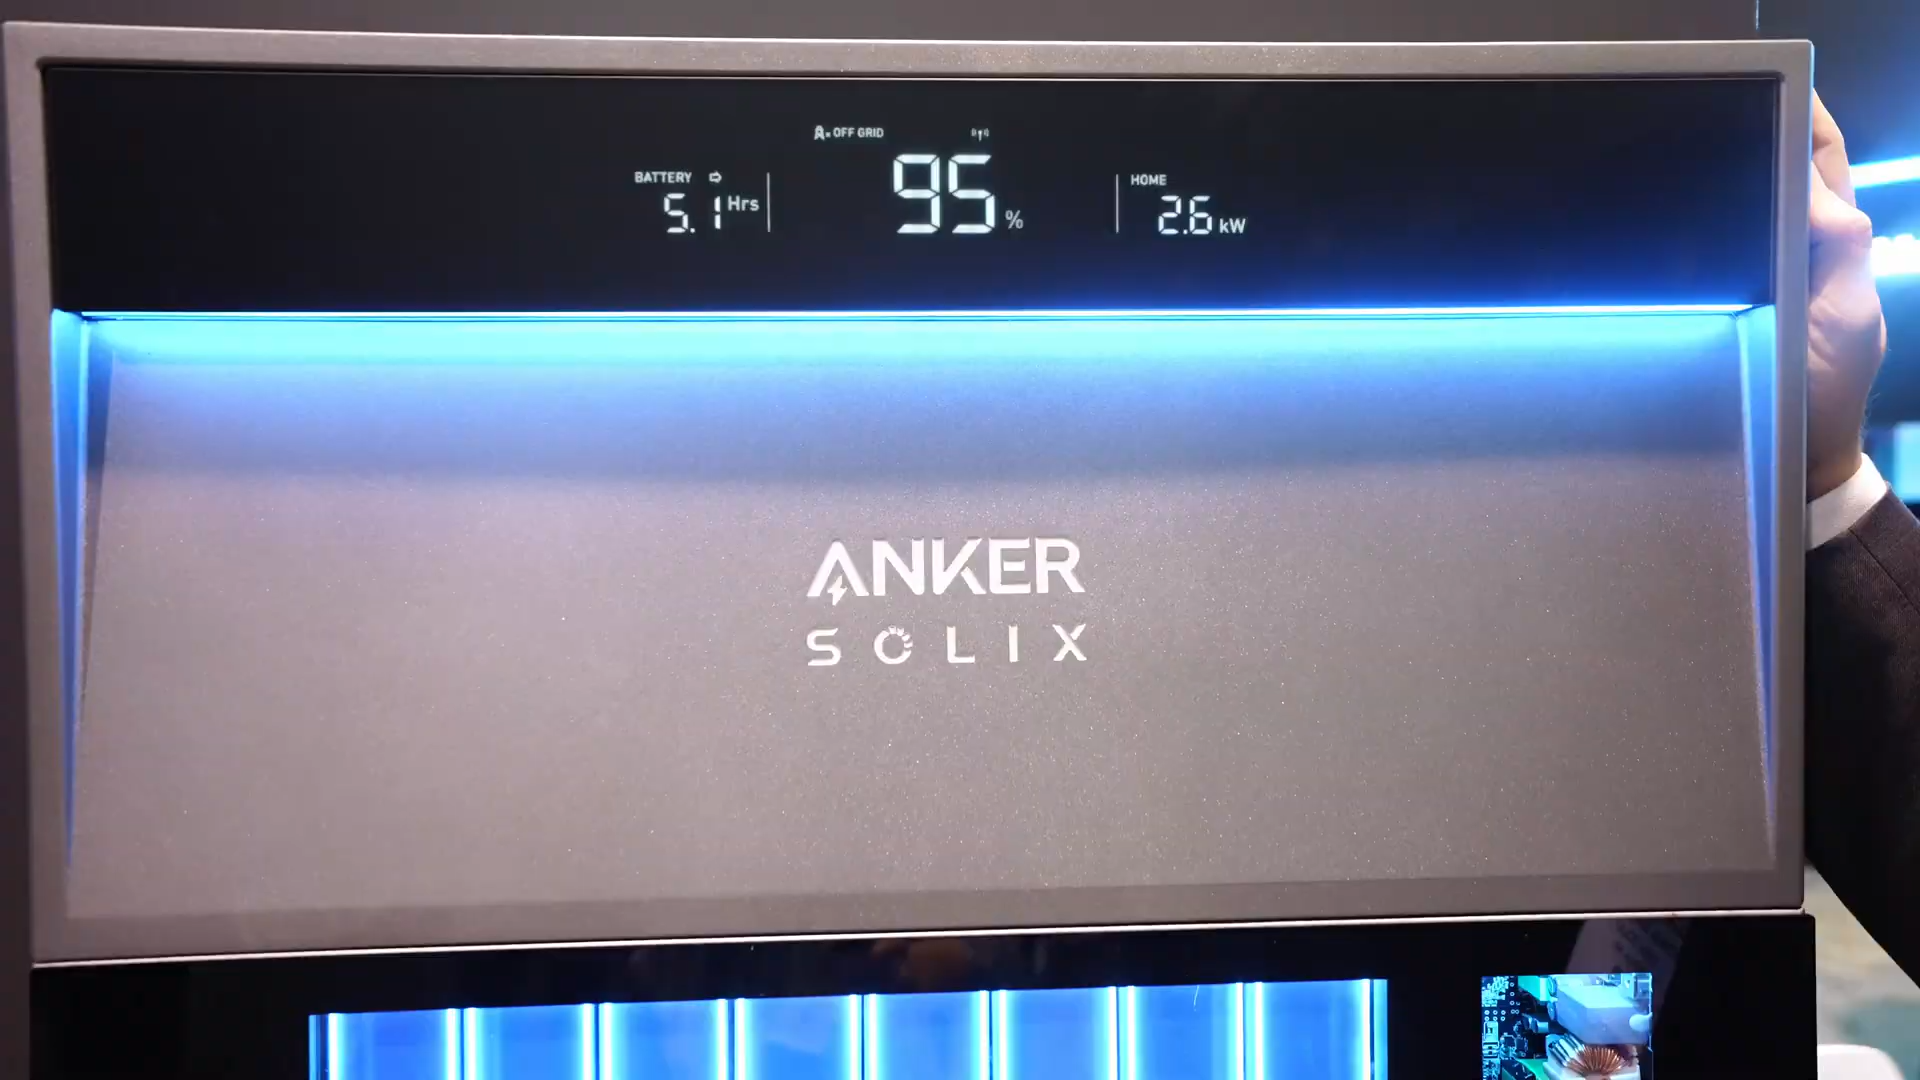 OFF GRID
BATTERY
5.1 Hrs
95 %
HOME
2.6 kW
ANKER
SOLIX